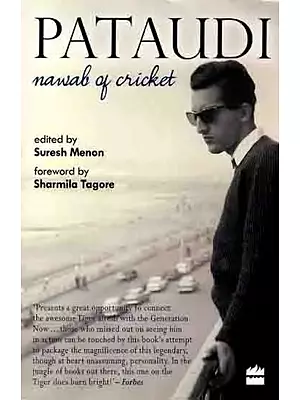 PATAUDI
nawab of cricket
edited by
Suresh Menon
foreword by
Sharmila Tagore
'Presents a great opportunity to connect
the awesome Tiger afresh with the Generation
Now ... those who missed out on seeing him
in action can be touched by this book's attempt
to package the magnificence of this legendary,
though at heart unassuming, personality. In the
jungle of books out there, this one on the
Tiger does burn bright!' – Forbes